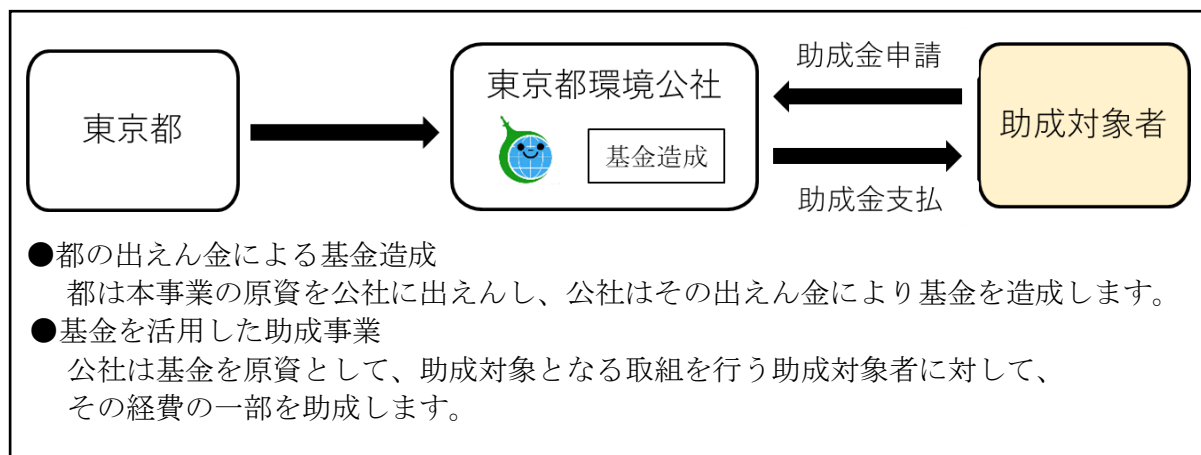 東京都
東京都環境公社
基金造成
助成金申請
助成金支払
助成対象者
●都の出えん金による基金造成
都は本事業の原資を公社に出えんし、公社はその出えん金により基金を造成します。
●基金を活用した助成事業
公社は基金を原資として、助成対象となる取組を行う助成対象者に対して、
その経費の一部を助成します。